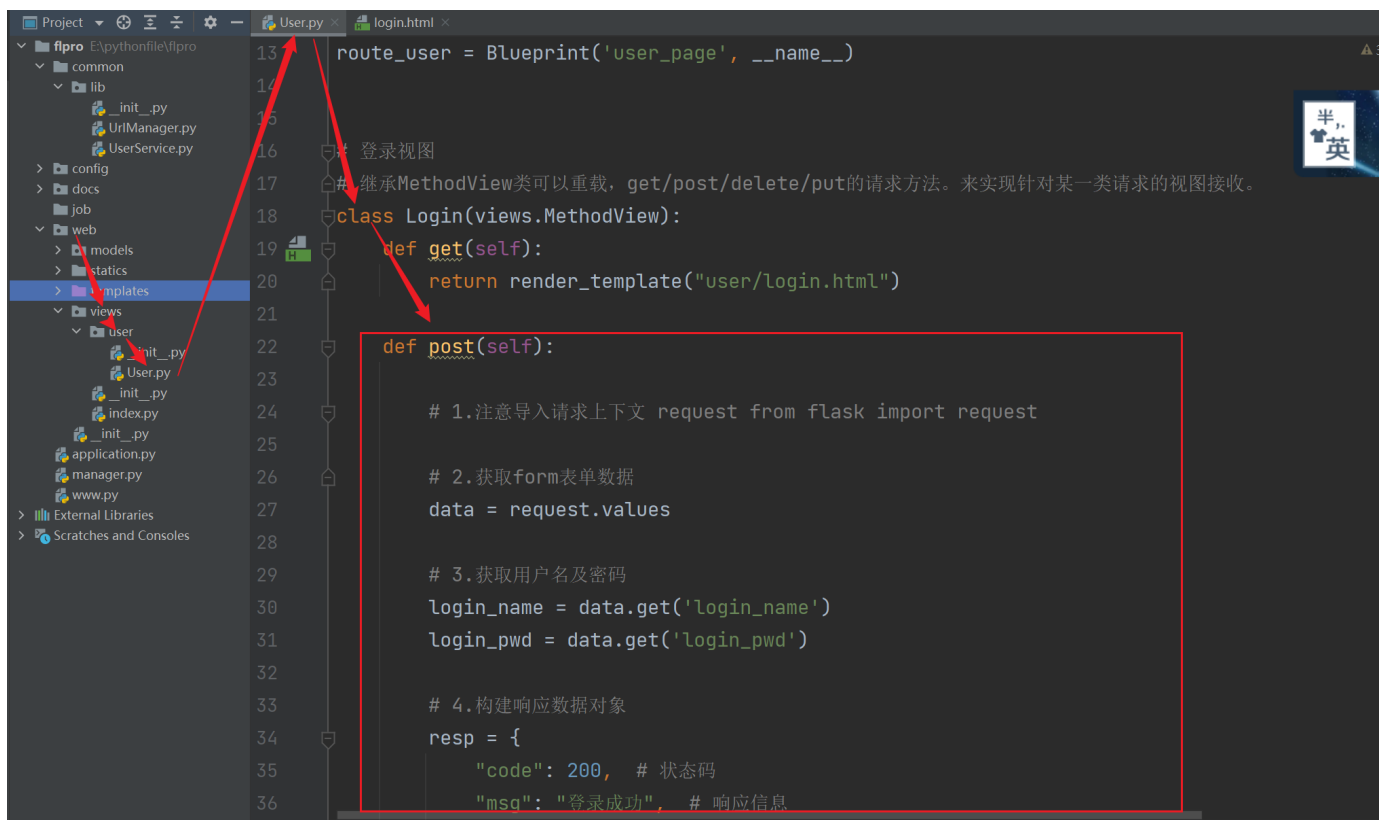 Project
User.py
login.html
flpro E:\pythonfile\flpro
common
lib
__init__.py
UrlManager.py
UserService.py
config
docs
job
web
models
statics
templates
views
user
__init__.py
User.py
__init__.py
index.py
__init__.py
application.py
manager.py
www.py
External Libraries
Scratches and Consoles
13 route_user = Blueprint('user_page', __name__)
14
15
16 # 登录视图
17 # 继承MethodView类可以重载，get/post/delete/put的请求方法。来实现针对某一类请求的视图接收。
18 class Login(views.MethodView):
19 def get(self):
20 return render_template("user/login.html")
21
22 def post(self):
23
24 # 1.注意导入请求上下文 request from flask import request
25
26 # 2.获取form表单数据
27 data = request.values
28
29 # 3.获取用户名及密码
30 login_name = data.get('login_name')
31 login_pwd = data.get('login_pwd')
32
33 # 4.构建响应数据对象
34 resp = {
35 "code": 200, # 状态码
36 "msg": "登录成功", # 响应信息
半,.
英